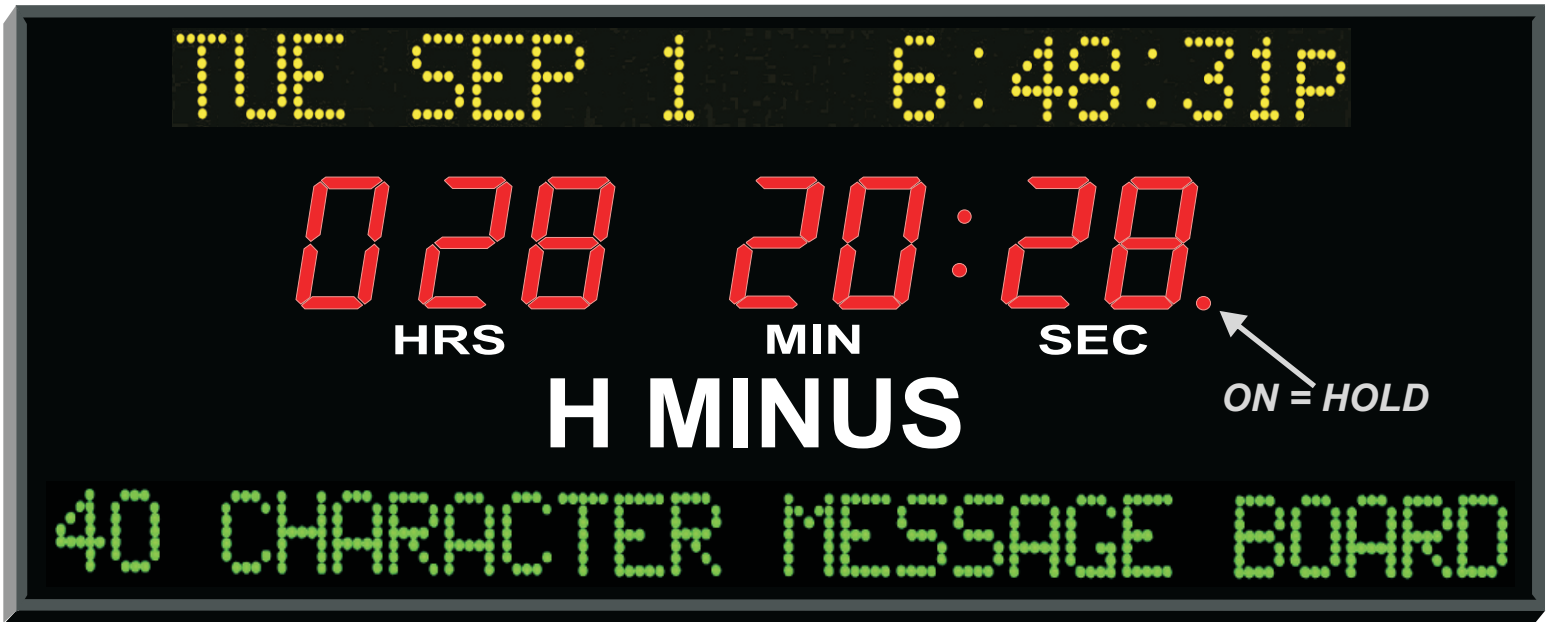 TUE SEP 1 6:48:31P
028 20:28.
HRS MIN SEC
H MINUS
ON = HOLD
40 CHARACTER MESSAGE BOARD